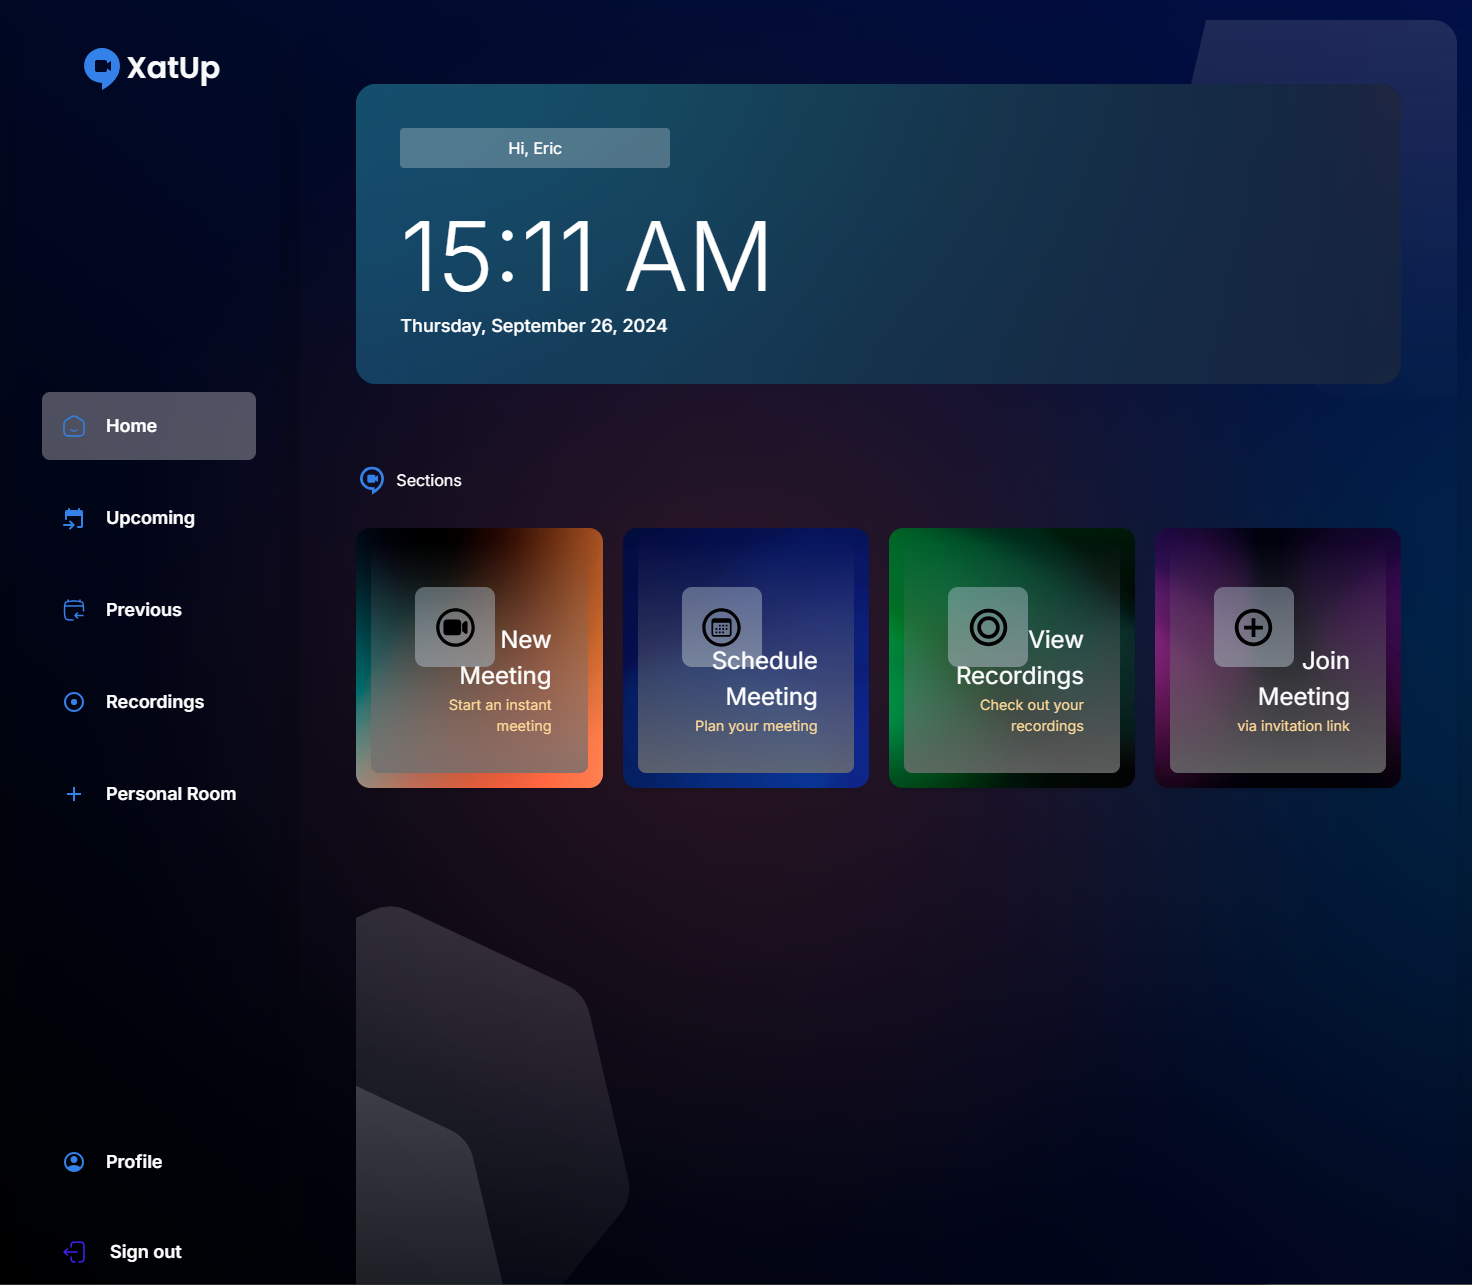 XatUp
Hi, Eric
15:11 AM
Thursday, September 26, 2024
Home
Upcoming
Previous
Recordings
Personal Room
Profile
Sign out
Sections
New
Meeting
Start an instant
meeting
Schedule
Meeting
Plan your meeting
View
Recordings
Check out your
recordings
Join
Meeting
via invitation link